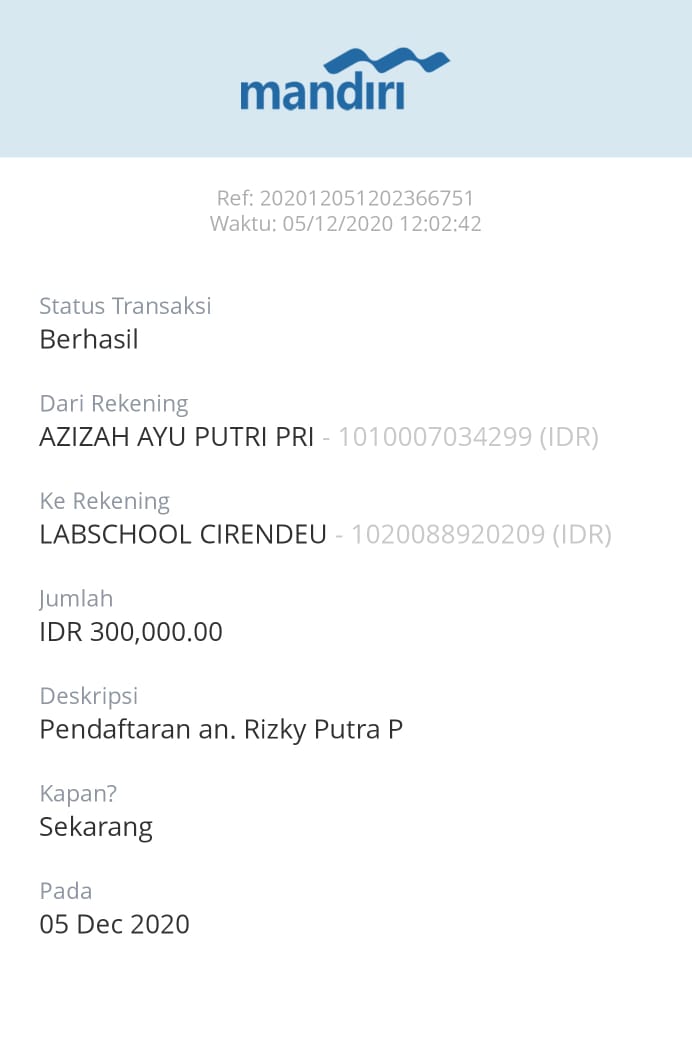 mandiri
Ref: 202012051202366751
Waktu: 05/12/2020 12:02:42
Status Transaksi
Berhasil
Dari Rekening
AZIZAH AYU PUTRI PRI - 1010007034299 (IDR)
Ke Rekening
LABSCHOOL CIRENDEU - 1020088920209 (IDR)
Jumlah
IDR 300,000.00
Deskripsi
Pendaftaran an. Rizky Putra P
Kapan?
Sekarang
Pada
05 Dec 2020